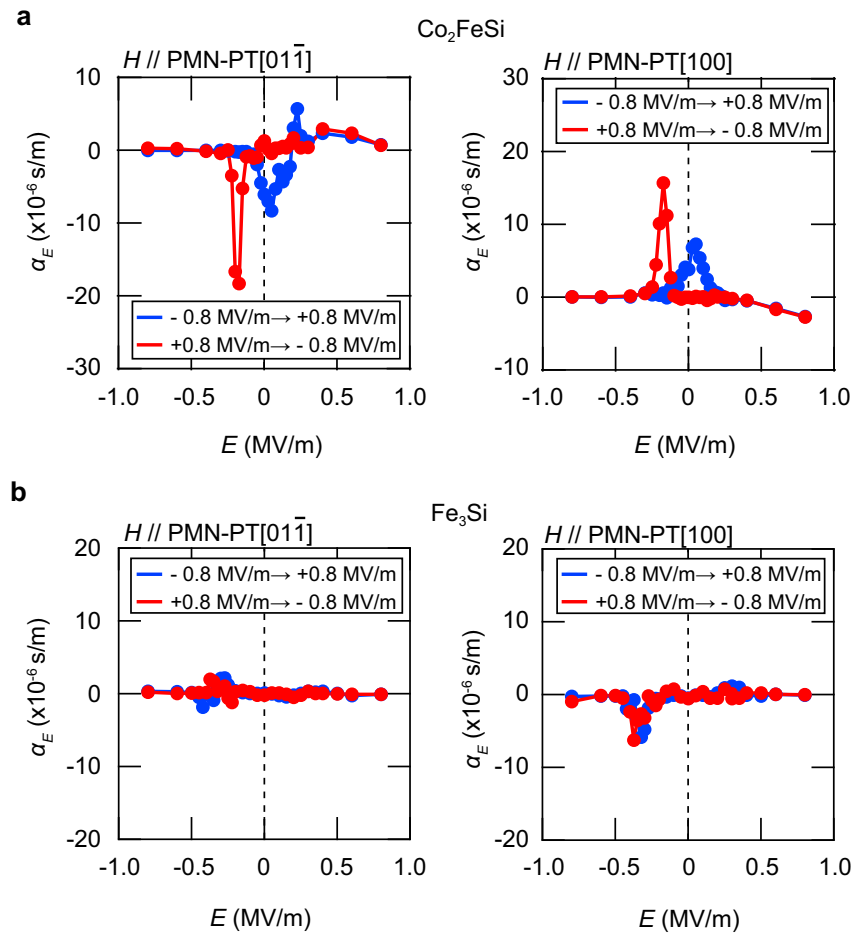 a
Co₂FeSi
H // PMN-PT[011̅]
10
0
-10
-20
-30
αE (x10⁻⁶ s/m)
- 0.8 MV/m→ +0.8 MV/m
+0.8 MV/m→ - 0.8 MV/m
-1.0 -0.5 0 0.5 1.0
E (MV/m)
H // PMN-PT[100]
30
20
10
0
-10
αE (x10⁻⁶ s/m)
- 0.8 MV/m→ +0.8 MV/m
+0.8 MV/m→ - 0.8 MV/m
-1.0 -0.5 0 0.5 1.0
E (MV/m)
b
Fe₃Si
H // PMN-PT[011̅]
20
10
0
-10
-20
αE (x10⁻⁶ s/m)
- 0.8 MV/m→ +0.8 MV/m
+0.8 MV/m→ - 0.8 MV/m
-1.0 -0.5 0 0.5 1.0
E (MV/m)
H // PMN-PT[100]
20
10
0
-10
-20
αE (x10⁻⁶ s/m)
- 0.8 MV/m→ +0.8 MV/m
+0.8 MV/m→ - 0.8 MV/m
-1.0 -0.5 0 0.5 1.0
E (MV/m)